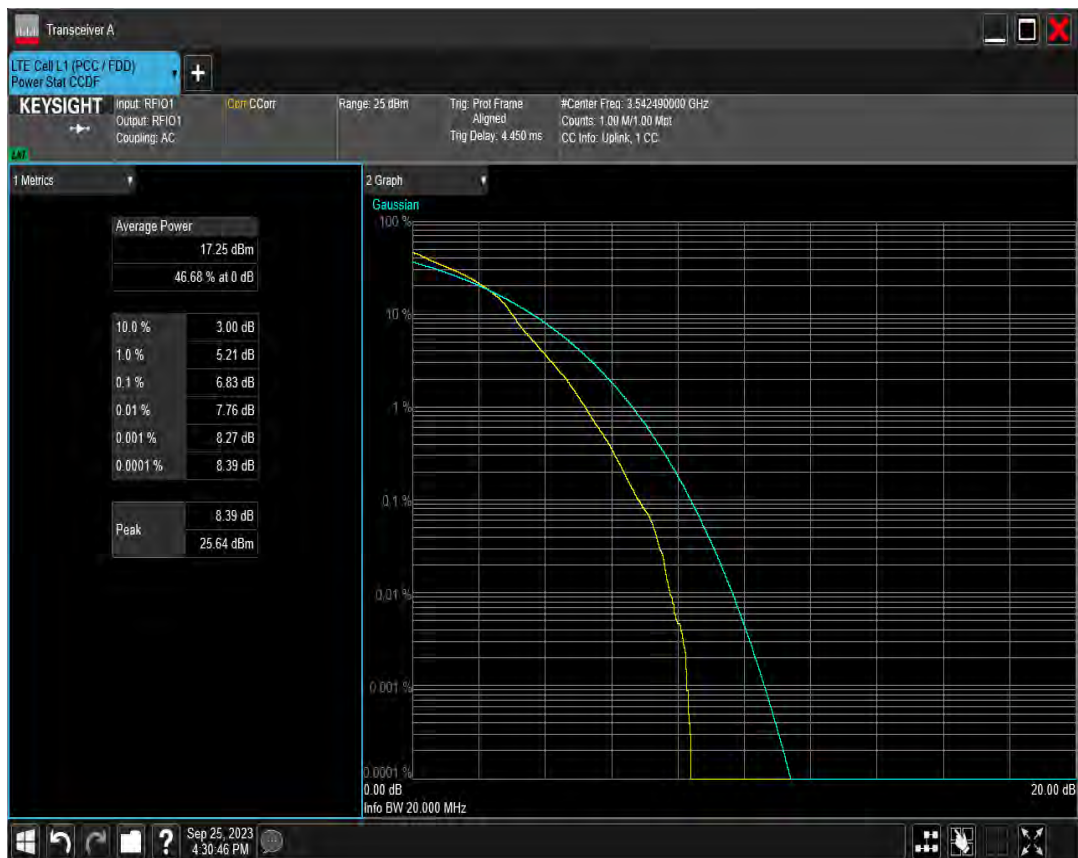 Transceiver A
LTE Cell L1 (PCC / FDD)
Power Stat CCDF
+
KEYSIGHT
Input: RFIO1
Output: RFIO1
Coupling: AC
Corr CCorr
Range: 25 dBm
Trig: Prot Frame
Aligned
Trig Delay: 4.450 ms
#Center Freq: 3.542490000 GHz
Counts: 1.00 M/1.00 Mpt
CC Info: Uplink, 1 CC
1 Metrics
Average Power
17.25 dBm
46.68 % at 0 dB
10.0 % 3.00 dB
1.0 % 5.21 dB
0.1 % 6.83 dB
0.01 % 7.76 dB
0.001 % 8.27 dB
0.0001 % 8.39 dB
Peak
8.39 dB
25.64 dBm
2 Graph
Gaussian
100 %
10 %
1 %
0.1 %
0.01 %
0.001 %
0.0001 %
0.00 dB 20.00 dB
Info BW 20.000 MHz
?
Sep 25, 2023
4:30:46 PM